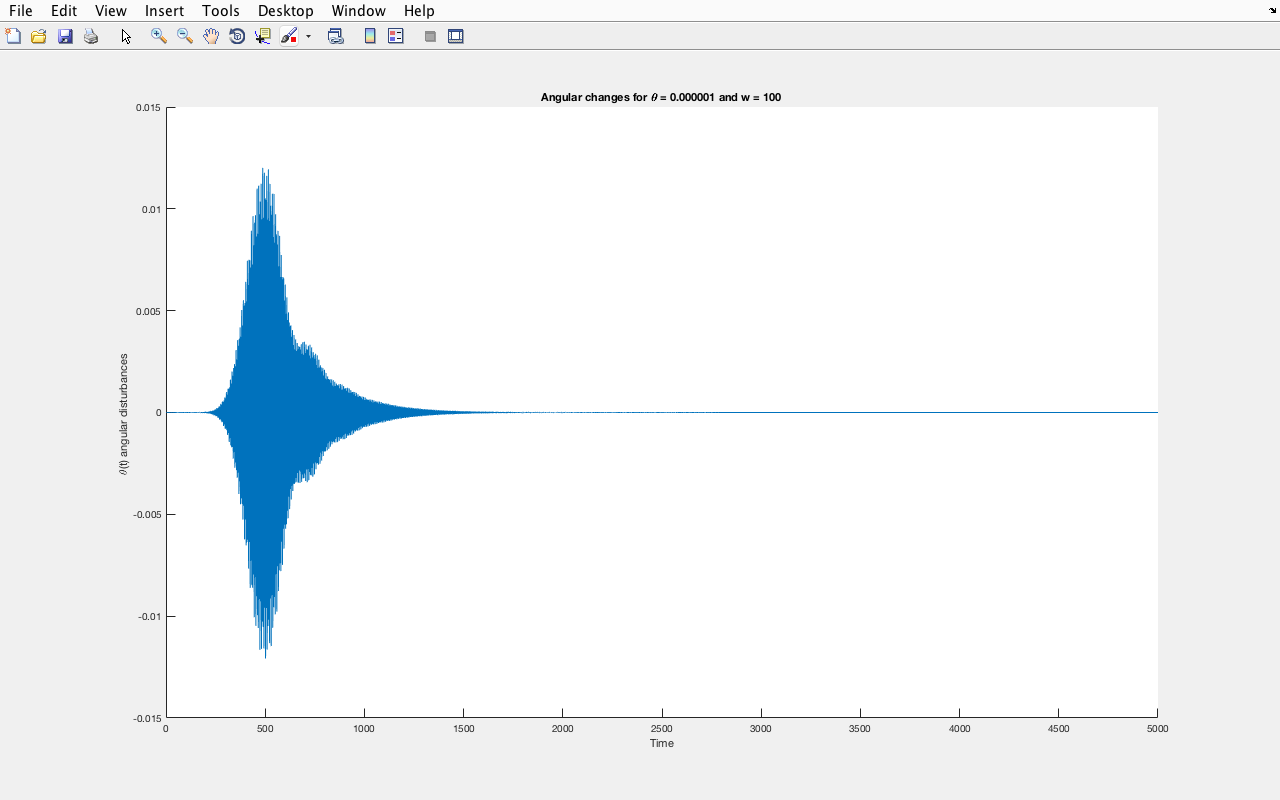 File Edit View Insert Tools Desktop Window Help
Angular changes for θ = 0.000001 and w = 100
0.015
0.01
0.005
0
-0.005
-0.01
-0.015
θ(t) angular disturbances
0 500 1000 1500 2000 2500 3000 3500 4000 4500 5000
Time